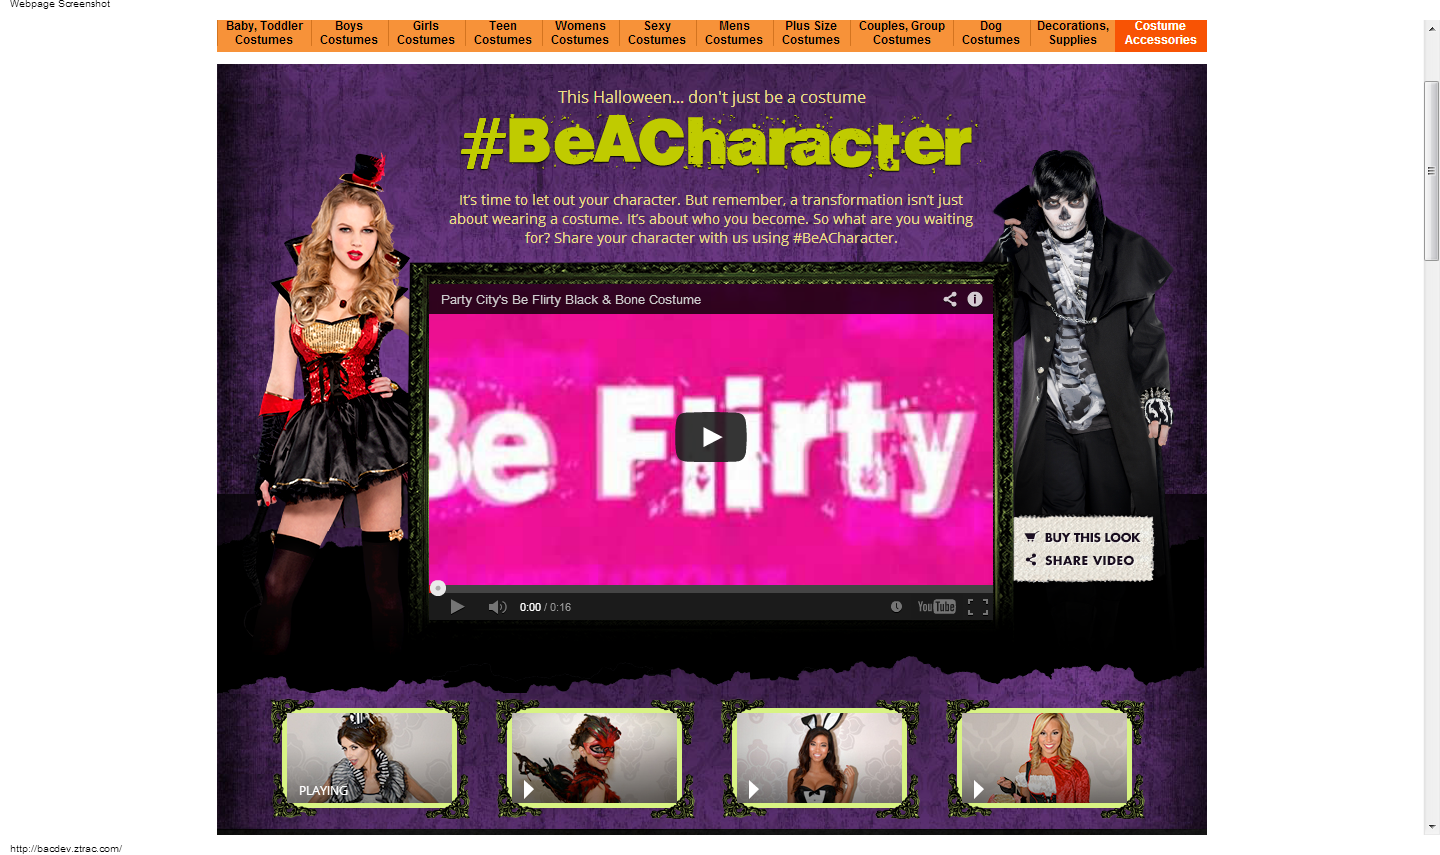 Webpage Screenshot
Baby, Toddler Costumes
Boys Costumes
Girls Costumes
Teen Costumes
Womens Costumes
Sexy Costumes
Mens Costumes
Plus Size Costumes
Couples, Group Costumes
Dog Costumes
Decorations, Supplies
Costume Accessories
This Halloween... don't just be a costume
#BeACharacter
It's time to let out your character. But remember, a transformation isn't just
about wearing a costume. It's about who you become. So what are you waiting
for? Share your character with us using #BeACharacter.
Party City's Be Flirty Black & Bone Costume
Be Flirty
0:00 / 0:16
YouTube
BUY THIS LOOK
SHARE VIDEO
PLAYING
http://bacdev.ztrac.com/